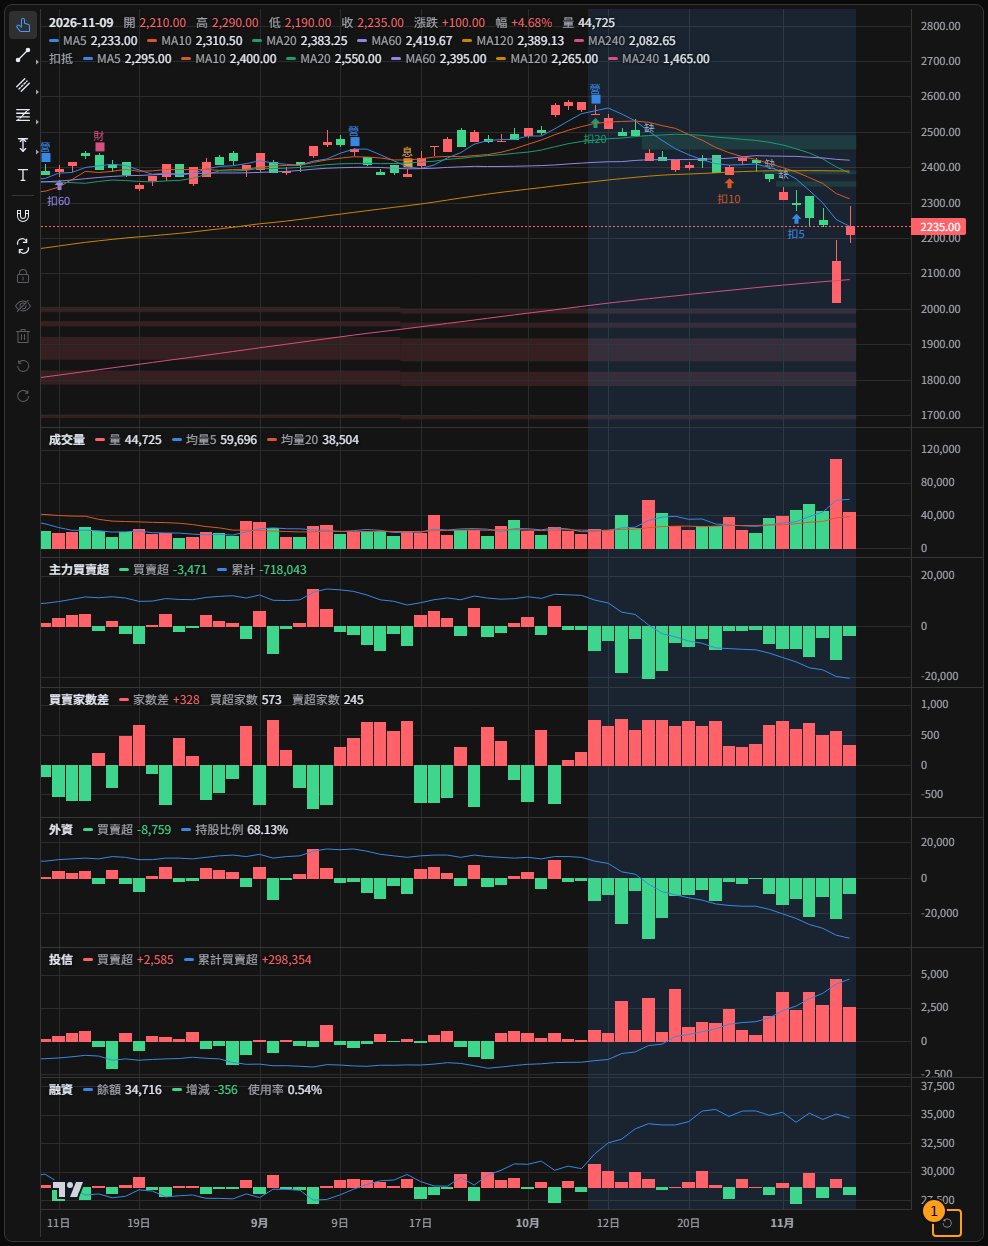 2026-11-09 開 2,210.00 高 2,290.00 低 2,190.00 收 2,235.00 漲跌 +100.00 幅 +4.68% 量 44,725
MA5 2,233.00 MA10 2,310.50 MA20 2,383.25 MA60 2,419.67 MA120 2,389.13 MA240 2,082.65
扣抵 MA5 2,295.00 MA10 2,400.00 MA20 2,550.00 MA60 2,395.00 MA120 2,265.00 MA240 1,465.00
2800.00
2700.00
2600.00
2500.00
2400.00
2300.00
2235.00
2200.00
2100.00
2000.00
1900.00
1800.00
1700.00
營
財
營
息
營
缺
缺
缺
扣60
扣20
扣10
扣5
T
成交量 量 44,725 均量5 59,696 均量20 38,504
120,000
80,000
40,000
0
主力買賣超 買賣超 -3,471 累計 -718,043
20,000
0
-20,000
買賣家數差 家數差 +328 買超家數 573 賣超家數 245
1,000
500
0
-500
外資 買賣超 -8,759 持股比例 68.13%
20,000
0
-20,000
投信 買賣超 +2,585 累計買賣超 +298,354
5,000
2,500
0
-2,500
融資 餘額 34,716 增減 -356 使用率 0.54%
37,500
35,000
32,500
30,000
27,500
11日 19日 9月 9日 17日 10月 12日 20日 11月
1